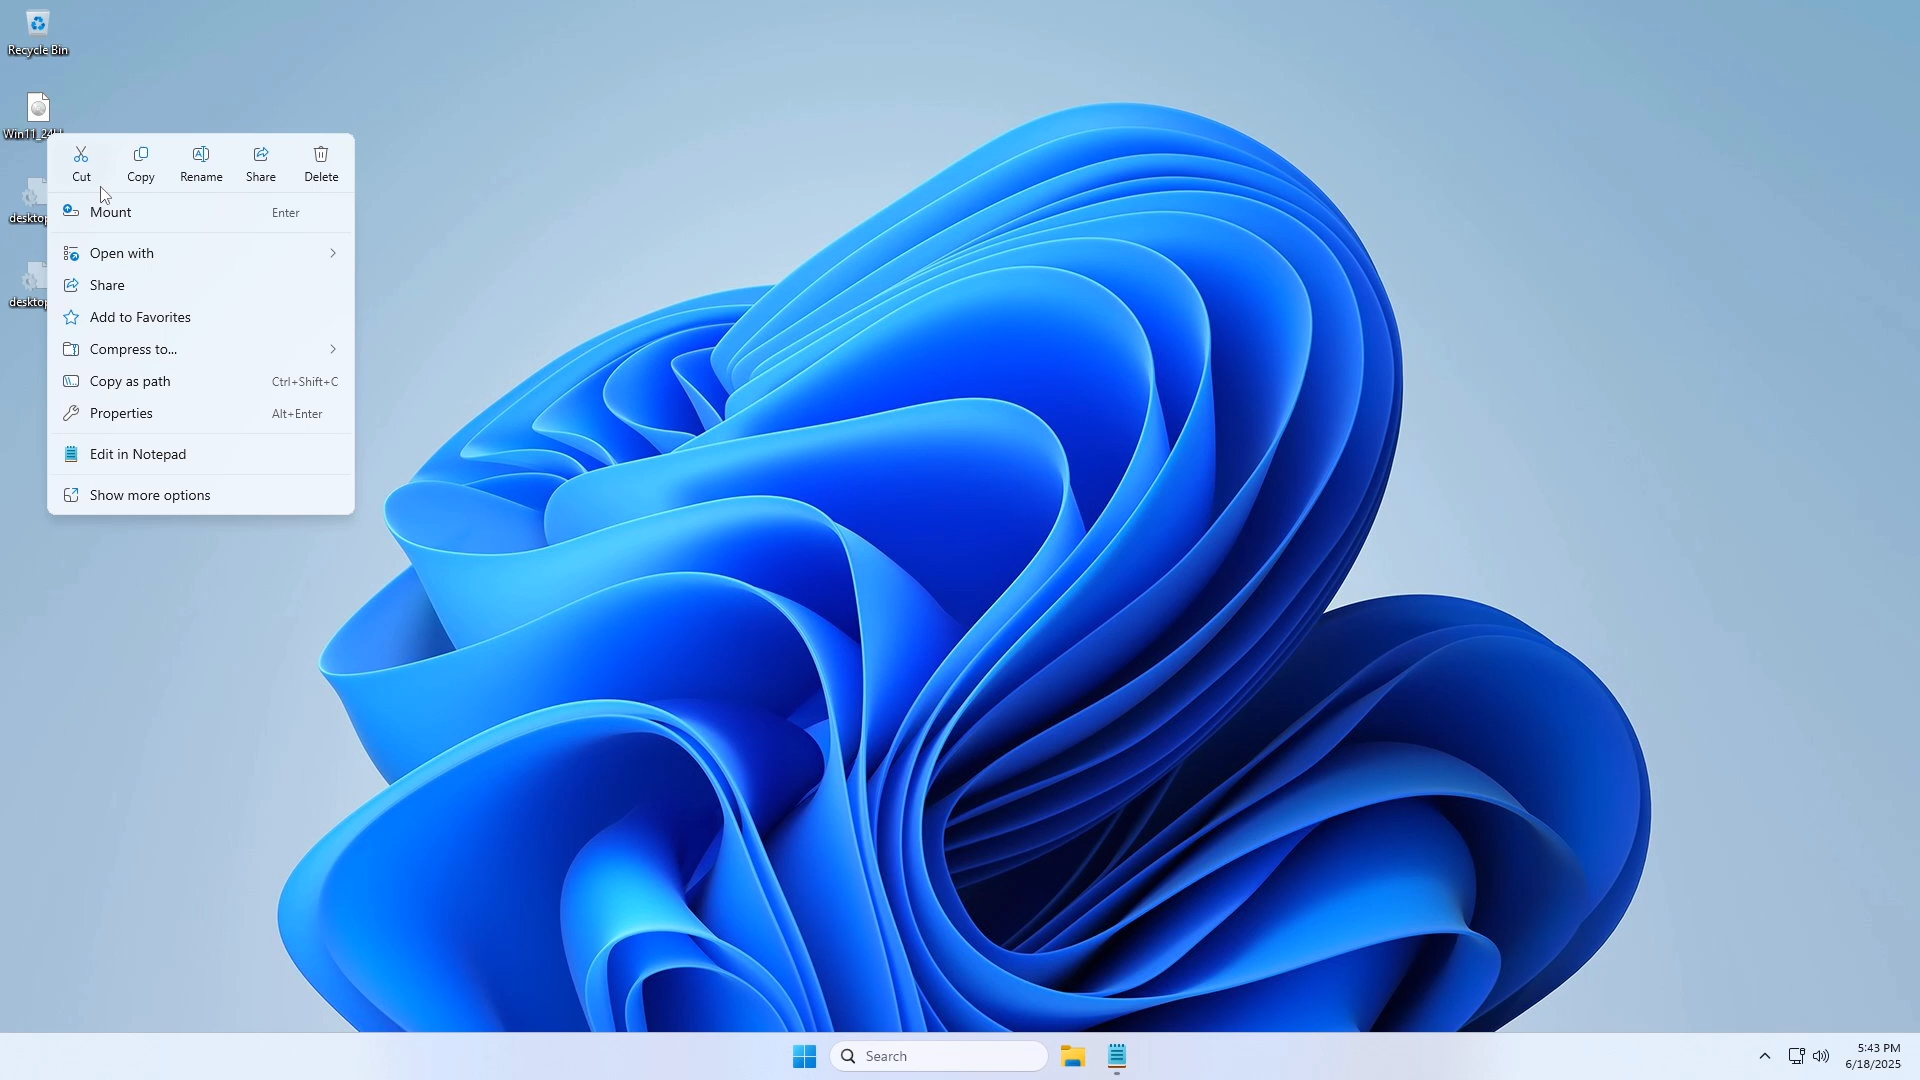 Recycle Bin
Cut
Copy
Rename
Share
Delete
Mount Enter
Open with
Share
Add to Favorites
Compress to...
Copy as path Ctrl+Shift+C
Properties Alt+Enter
Edit in Notepad
Show more options
desktop
desktop
Search
5:43 PM
6/18/2025